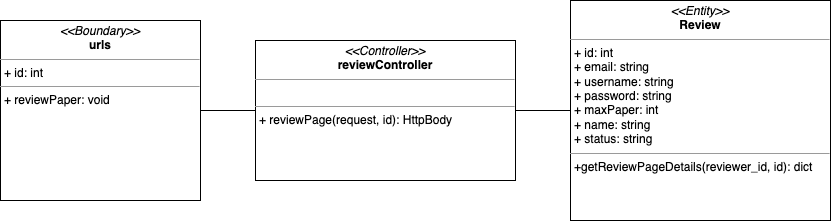 <<Boundary>>
urls
+ id: int
+ reviewPaper: void
<<Controller>>
reviewController
+ reviewPage(request, id): HttpBody
<<Entity>>
Review
+ id: int
+ email: string
+ username: string
+ password: string
+ maxPaper: int
+ name: string
+ status: string
+getReviewPageDetails(reviewer_id, id): dict